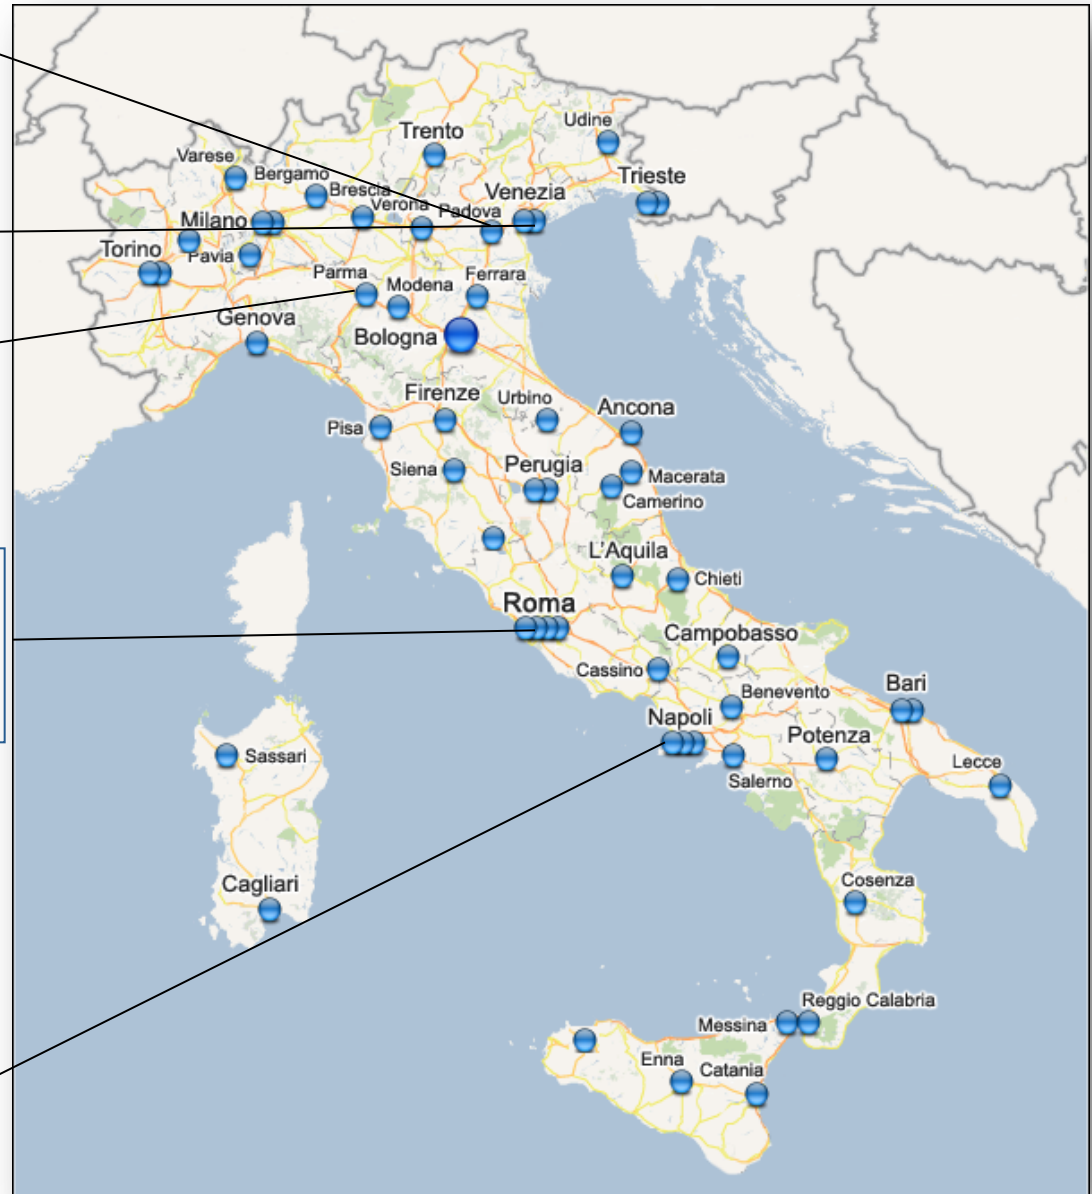 Udine
Trento
Varese
Bergamo
Trieste
Brescia
Venezia
Verona
Padova
Milano
Torino
Pavia
Parma
Modena
Ferrara
Genova
Bologna
Firenze
Urbino
Ancona
Pisa
Siena
Perugia
Macerata
Camerino
L'Aquila
Chieti
Roma
Campobasso
Cassino
Benevento
Bari
Napoli
Potenza
Sassari
Salerno
Lecce
Cagliari
Cosenza
Reggio Calabria
Messina
Enna
Catania